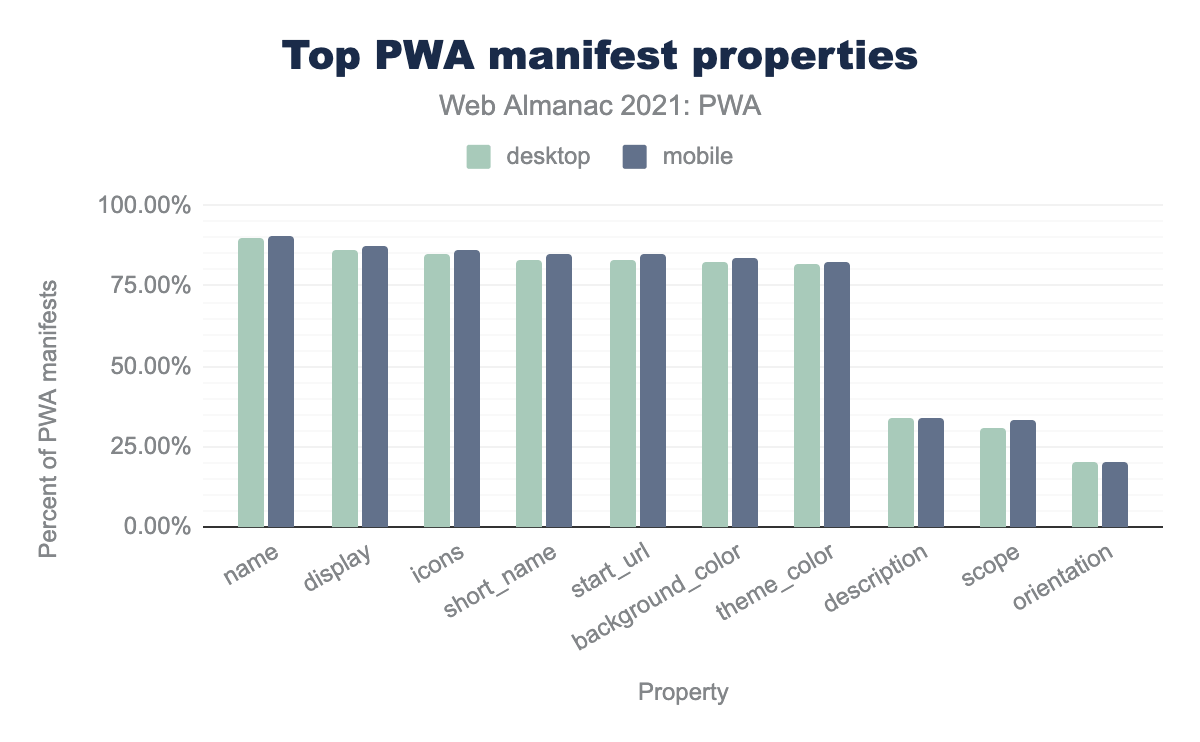 Top PWA manifest properties
Web Almanac 2021: PWA
desktop mobile
Percent of PWA manifests
100.00%
75.00%
50.00%
25.00%
0.00%
name
display
icons
short_name
start_url
background_color
theme_color
description
scope
orientation
Property